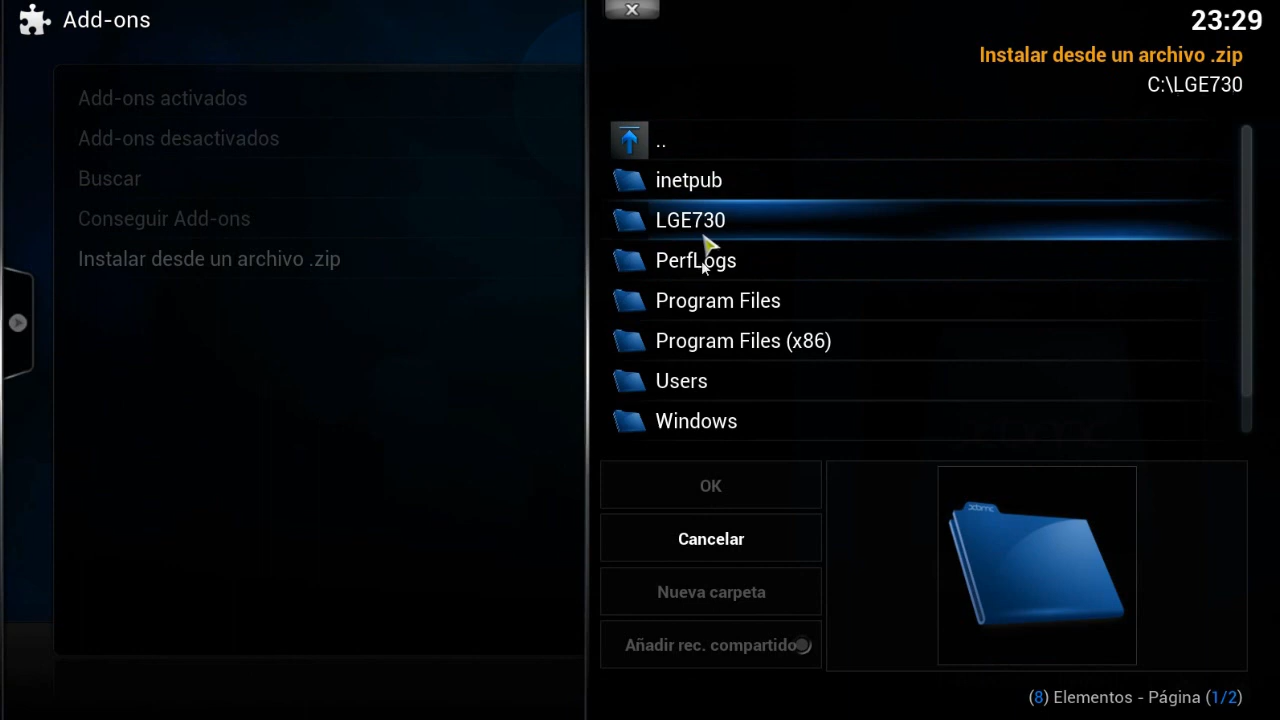 Add-ons
Add-ons activados
Add-ons desactivados
Buscar
Conseguir Add-ons
Instalar desde un archivo .zip
23:29
Instalar desde un archivo .zip
C:\LGE730
..
inetpub
LGE730
PerfLogs
Program Files
Program Files (x86)
Users
Windows
OK
Cancelar
Nueva carpeta
Añadir rec. compartido
xbmc
(8) Elementos - Página (1/2)